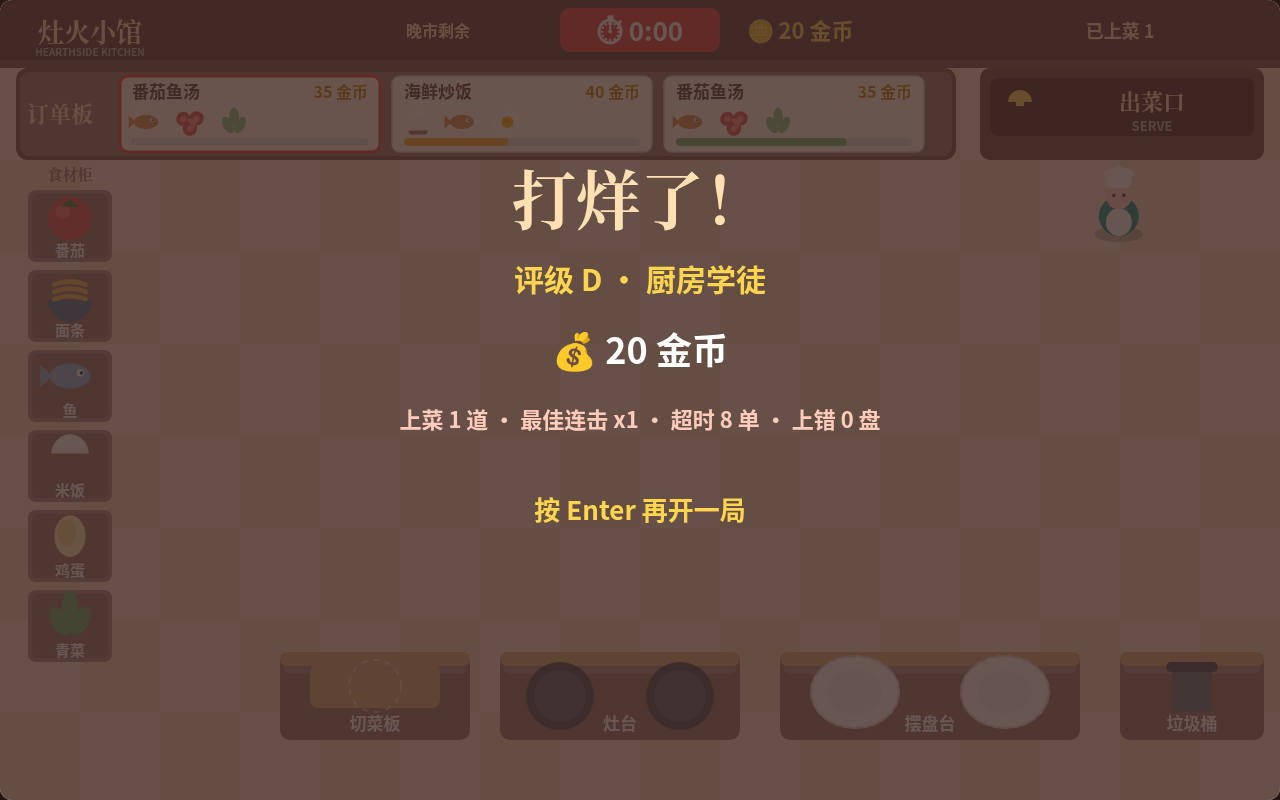 灶火小馆
HEARTHSIDE KITCHEN
晚市剩余
0:00
20 金币
已上菜 1
订单板
番茄鱼汤
35 金币
海鲜炒饭
40 金币
番茄鱼汤
35 金币
出菜口
SERVE
食材柜
番茄
面条
鱼
米饭
鸡蛋
青菜
打烊了!
评级 D · 厨房学徒
20 金币
上菜 1 道 · 最佳连击 x1 · 超时 8 单 · 上错 0 盘
按 Enter 再开一局
切菜板
灶台
摆盘台
垃圾桶